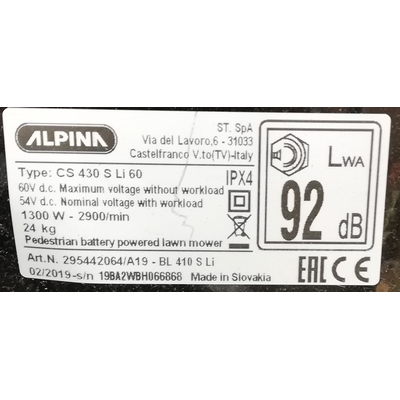 ALPINA
ST. SpA
Via del Lavoro,6 - 31033
Castelfranco V.to(TV)-Italy
Type: CS 430 S Li 60
IPX4
60V d.c. Maximum voltage without workload
54V d.c. Nominal voltage with workload
1300 W - 2900/min
24 kg
Pedestrian battery powered lawn mower
Art.N. 295442064/A19 - BL 410 S Li
02/2019-s/n 19BA2WBH066868 Made in Slovakia
LWA
92 dB
EAC CE